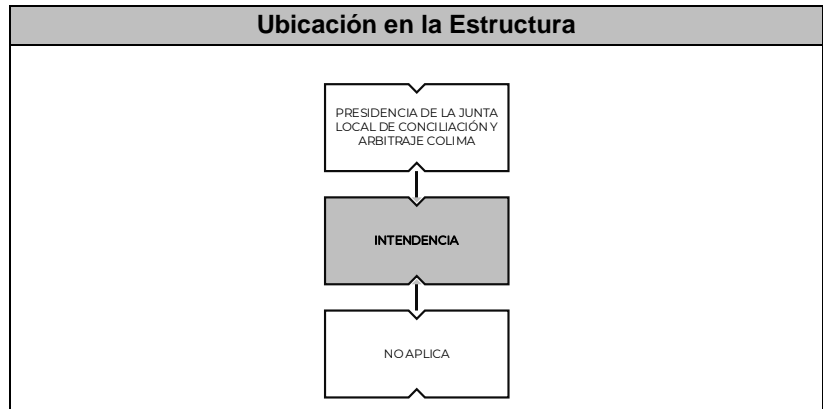 Ubicación en la Estructura
PRESIDENCIA DE LA JUNTA
LOCAL DE CONCILIACIÓN Y
ARBITRAJE COLIMA
INTENDENCIA
NO APLICA